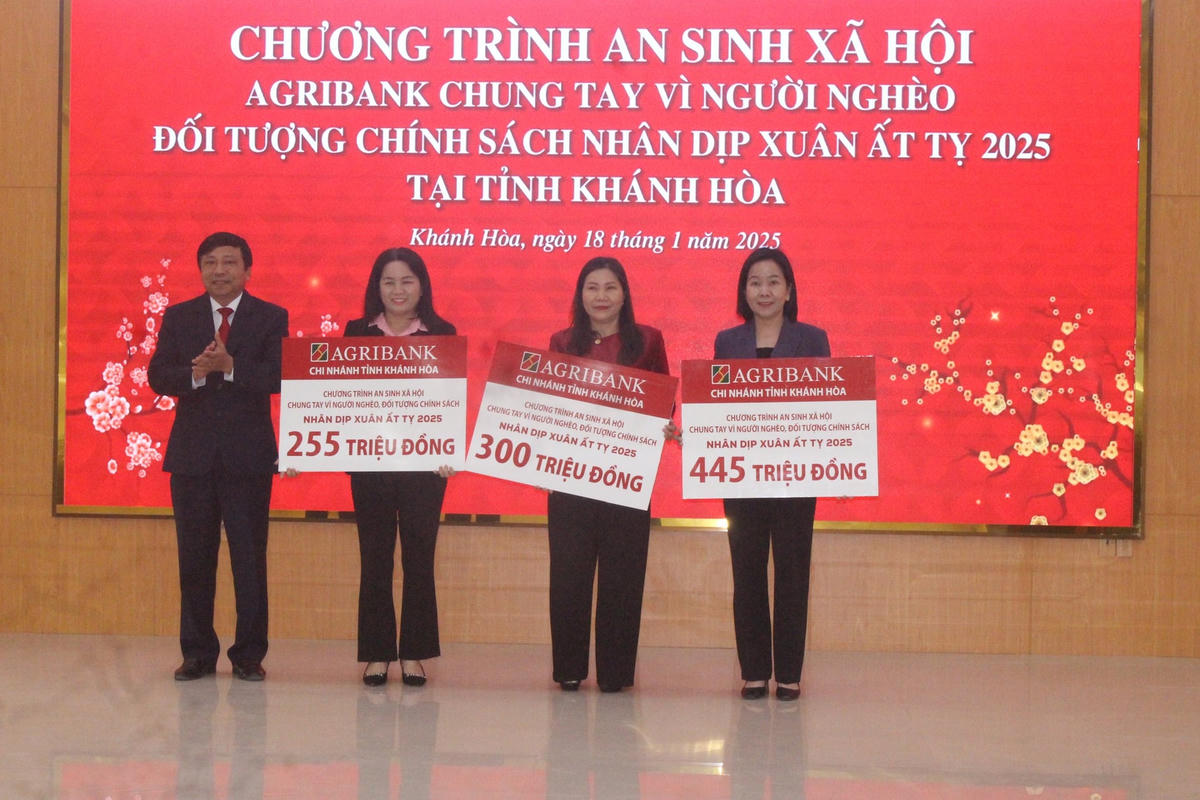 CHƯƠNG TRÌNH AN SINH XÃ HỘI
AGRIBANK CHUNG TAY VÌ NGƯỜI NGHÈO
ĐỐI TƯỢNG CHÍNH SÁCH NHÂN DỊP XUÂN ẤT TỴ 2025
TẠI TỈNH KHÁNH HÒA
Khánh Hòa, ngày 18 tháng 1 năm 2025
AGRIBANK
CHI NHÁNH TỈNH KHÁNH HÒA
CHƯƠNG TRÌNH AN SINH XÃ HỘI
CHUNG TAY VÌ NGƯỜI NGHÈO, ĐỐI TƯỢNG CHÍNH SÁCH
NHÂN DỊP XUÂN ẤT TỴ 2025
255 TRIỆU ĐỒNG
AGRIBANK
CHI NHÁNH TỈNH KHÁNH HÒA
CHƯƠNG TRÌNH AN SINH XÃ HỘI
CHUNG TAY VÌ NGƯỜI NGHÈO, ĐỐI TƯỢNG CHÍNH SÁCH
NHÂN DỊP XUÂN ẤT TỴ 2025
300 TRIỆU ĐỒNG
AGRIBANK
CHI NHÁNH TỈNH KHÁNH HÒA
CHƯƠNG TRÌNH AN SINH XÃ HỘI
CHUNG TAY VÌ NGƯỜI NGHÈO, ĐỐI TƯỢNG CHÍNH SÁCH
NHÂN DỊP XUÂN ẤT TỴ 2025
445 TRIỆU ĐỒNG